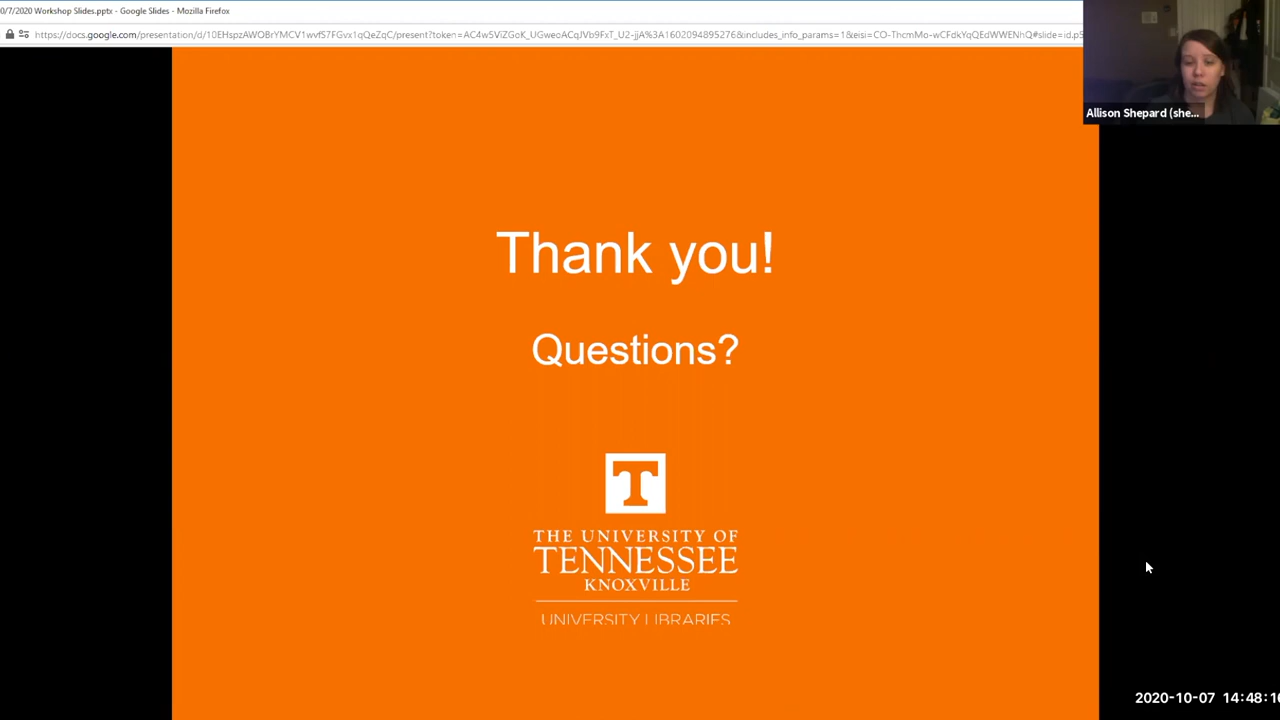 0/7/2020 Workshop Slides.pptx - Google Slides - Mozilla Firefox
Allison Shepard (she...
Thank you!
Questions?
T
THE UNIVERSITY OF
TENNESSEE
KNOXVILLE
UNIVERSITY LIBRARIES
2020-10-07 14:48:1